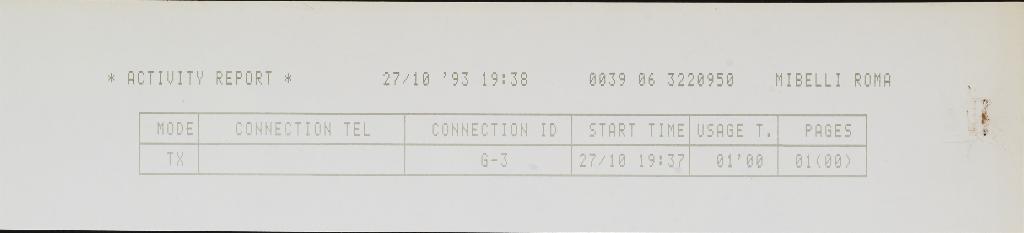 * ACTIVITY REPORT * 27/10 '93 19:38 0039 06 3220950 MIBELLI ROMA
MODE CONNECTION TEL CONNECTION ID START TIME USAGE T. PAGES
TX G-3 27/10 19:37 01'00 01(00)